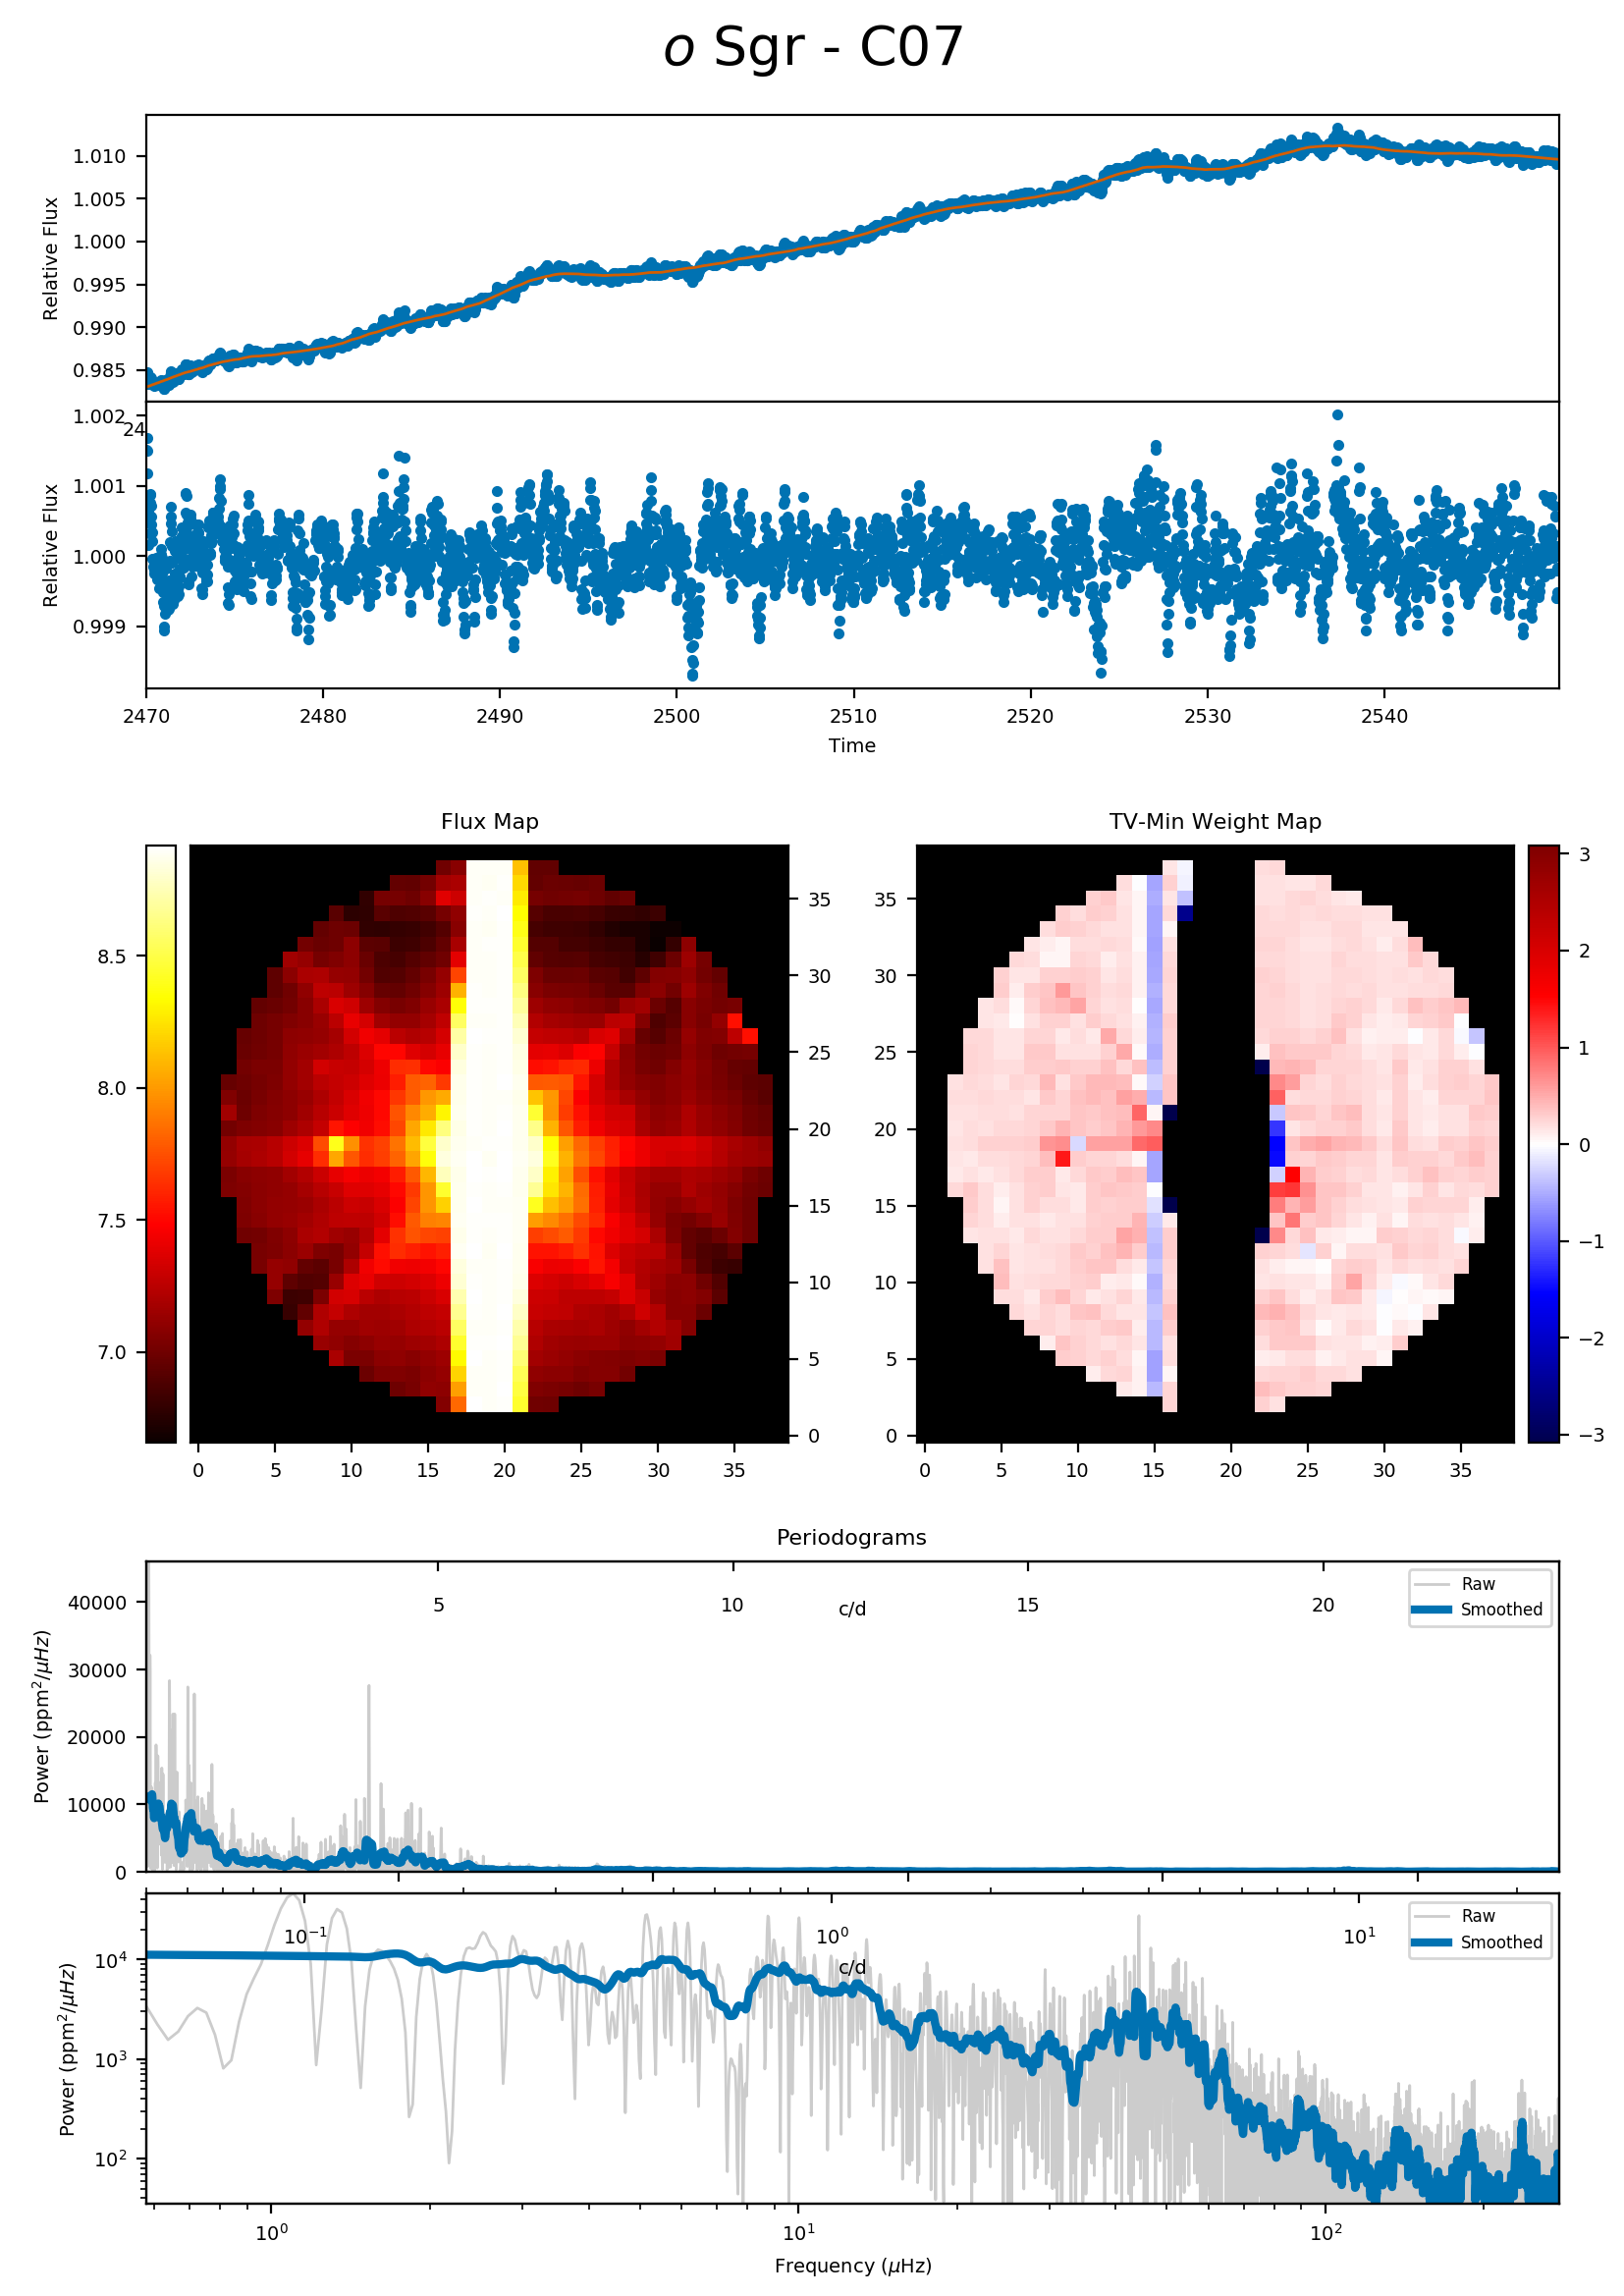 o Sgr - C07
1.010
1.005
1.000
0.995
0.990
0.985
Relative Flux
24
1.002
1.001
1.000
0.999
Relative Flux
2470 2480 2490 2500 2510 2520 2530 2540
Time
Flux Map
8.5
8.0
7.5
7.0
35
30
25
20
15
10
5
0
0 5 10 15 20 25 30 35
TV-Min Weight Map
35
30
25
20
15
10
5
0
0 5 10 15 20 25 30 35
3
2
1
0
−1
−2
−3
Periodograms
5 10 15 20
c/d
Raw
Smoothed
40000
30000
20000
10000
0
Power (ppm²/μHz)
10⁻¹ 10⁰ 10¹
c/d
Raw
Smoothed
10⁴
10³
10²
Power (ppm²/μHz)
10⁰ 10¹ 10²
Frequency (μHz)